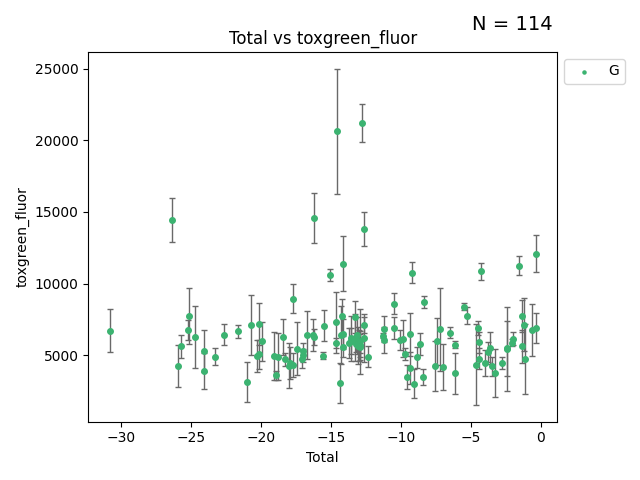 N = 114
Total vs toxgreen_fluor
G
25000
20000
15000
10000
5000
toxgreen_fluor
−30 −25 −20 −15 −10 −5 0
Total